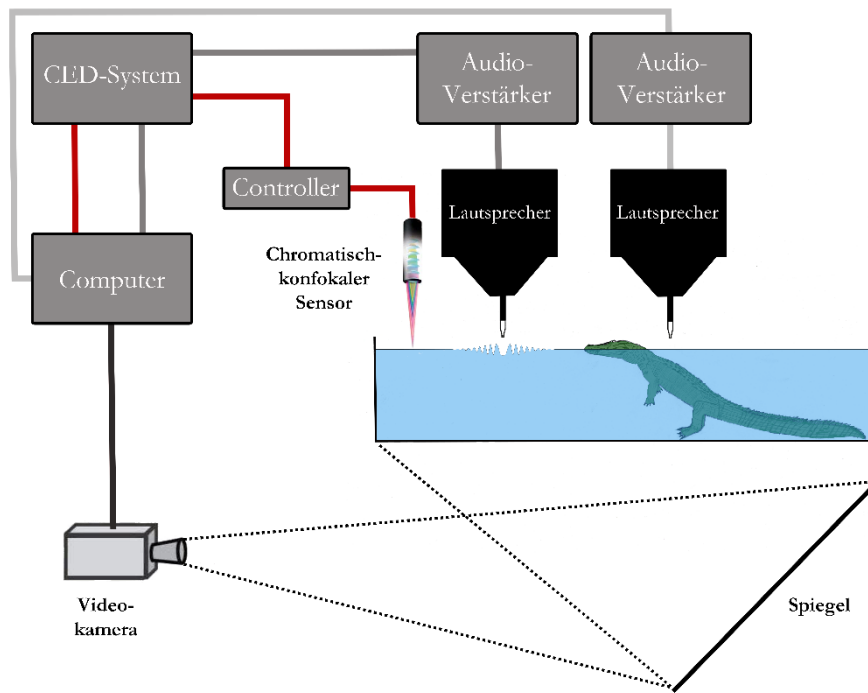 CED-System
Audio-
Verstärker
Audio-
Verstärker
Controller
Lautsprecher
Lautsprecher
Computer
Chromatisch-
konfokaler
Sensor
Video-
kamera
Spiegel